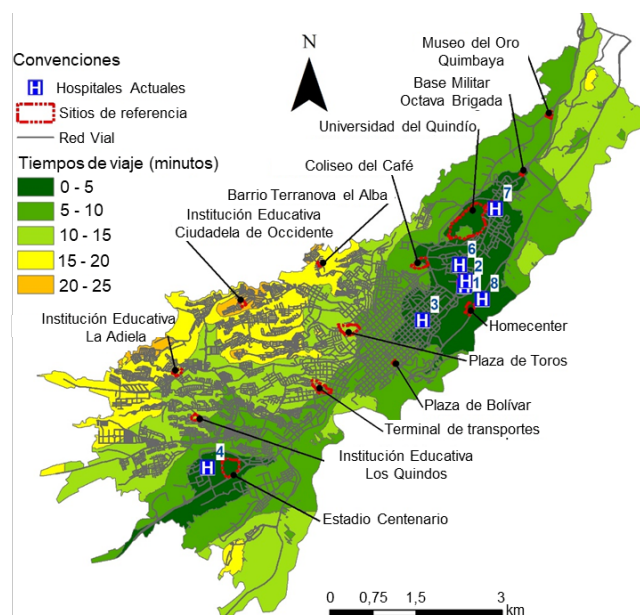 Convenciones
Hospitales Actuales
Sitios de referencia
Red Vial
Tiempos de viaje (minutos)
0 - 5
5 - 10
10 - 15
15 - 20
20 - 25
N
Museo del Oro
Quimbaya
Base Militar
Octava Brigada
Universidad del Quindío
Coliseo del Café
Barrio Terranova el Alba
Institución Educativa
Ciudadela de Occidente
Institución Educativa
La Adiela
H
7
H
6
H
2
H
1
H
8
H
3
H
Homecenter
Plaza de Toros
Plaza de Bolívar
Terminal de transportes
Institución Educativa
Los Quindos
4
H
Estadio Centenario
0 0,75 1,5 3
km